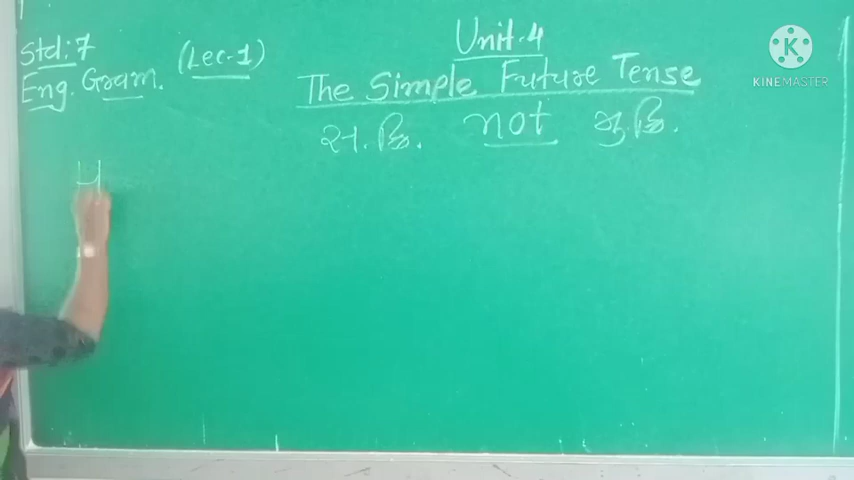 Unit-4
Std:7 (Lec-1)
Eng. Gram.
The Simple Future Tense
સ.ક્રિ. not મુ.ક્રિ.
પ
KINEMASTER